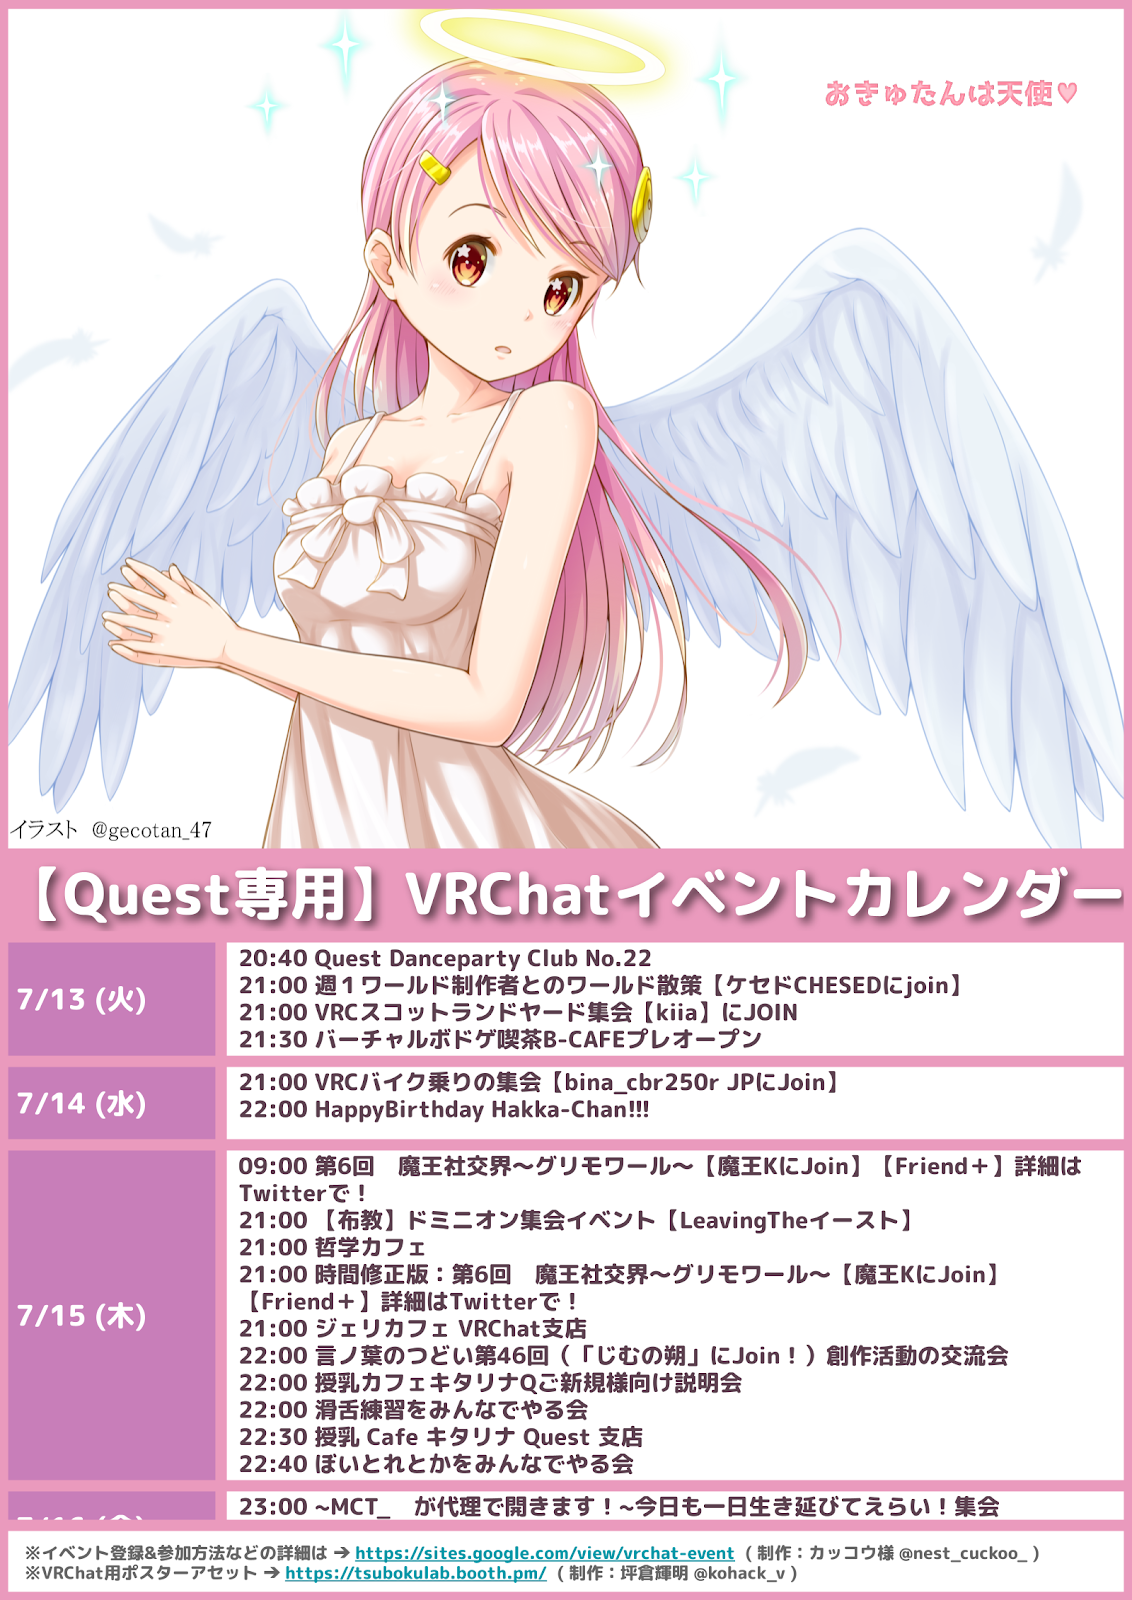 おきゅたんは天使♥
イラスト @gecotan_47
【Quest専用】VRChatイベントカレンダー
7/13 (火)
20:40 Quest Danceparty Club No.22
21:00 週１ワールド制作者とのワールド散策【ケセドCHESEDにjoin】
21:00 VRCスコットランドヤード集会【kiia】にJOIN
21:30 バーチャルボドゲ喫茶B-CAFEプレオープン
7/14 (水)
21:00 VRCバイク乗りの集会【bina_cbr250r JPにJoin】
22:00 HappyBirthday Hakka-Chan!!!
7/15 (木)
09:00 第6回　魔王社交界〜グリモワール〜【魔王KにJoin】【Friend＋】詳細は
Twitterで！
21:00 【布教】ドミニオン集会イベント【LeavingTheイースト】
21:00 哲学カフェ
21:00 時間修正版：第6回　魔王社交界〜グリモワール〜【魔王KにJoin】
【Friend＋】詳細はTwitterで！
21:00 ジェリカフェ VRChat支店
22:00 言ノ葉のつどい第46回（「じむの朔」にJoin！）創作活動の交流会
22:00 授乳カフェキタリナQご新規様向け説明会
22:00 滑舌練習をみんなでやる会
22:30 授乳 Cafe キタリナ Quest 支店
22:40 ぼいとれとかをみんなでやる会
23:00 ~MCT_　が代理で開きます！~今日も一日生き延びてえらい！集会
※イベント登録&参加方法などの詳細は ➔ https://sites.google.com/view/vrchat-event （制作：カッコウ様 @nest_cuckoo_）
※VRChat用ポスターアセット ➔ https://tsubokulab.booth.pm/ （制作：坪倉輝明 @kohack_v）